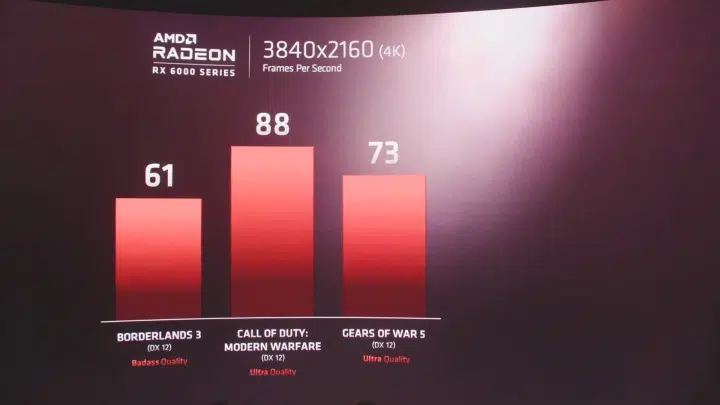 AMD
RADEON
RX 6000 SERIES
3840x2160 (4K)
Frames Per Second
61
88
73
BORDERLANDS 3
(DX 12)
Badass Quality
CALL OF DUTY:
MODERN WARFARE
(DX 12)
Ultra Quality
GEARS OF WAR 5
(DX 12)
Ultra Quality